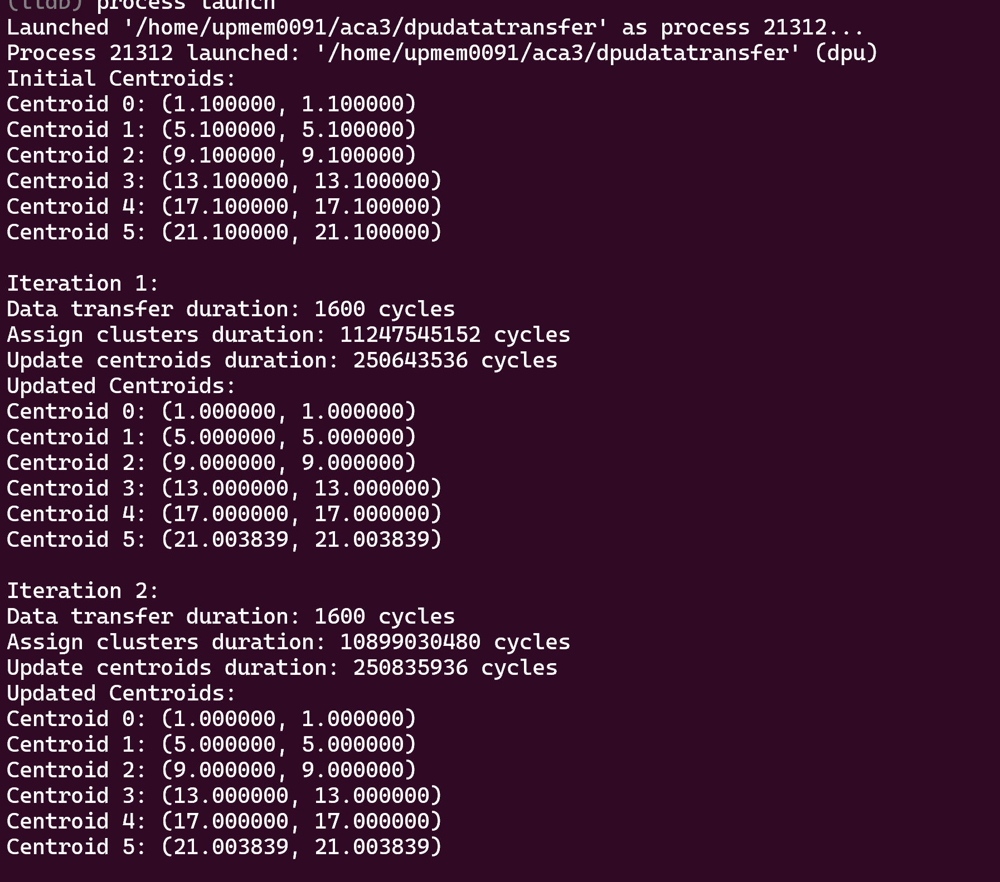 (lldb) process launch
Launched '/home/upmem0091/aca3/dpudatatransfer' as process 21312...
Process 21312 launched: '/home/upmem0091/aca3/dpudatatransfer' (dpu)
Initial Centroids:
Centroid 0: (1.100000, 1.100000)
Centroid 1: (5.100000, 5.100000)
Centroid 2: (9.100000, 9.100000)
Centroid 3: (13.100000, 13.100000)
Centroid 4: (17.100000, 17.100000)
Centroid 5: (21.100000, 21.100000)
Iteration 1:
Data transfer duration: 1600 cycles
Assign clusters duration: 11247545152 cycles
Update centroids duration: 250643536 cycles
Updated Centroids:
Centroid 0: (1.000000, 1.000000)
Centroid 1: (5.000000, 5.000000)
Centroid 2: (9.000000, 9.000000)
Centroid 3: (13.000000, 13.000000)
Centroid 4: (17.000000, 17.000000)
Centroid 5: (21.003839, 21.003839)
Iteration 2:
Data transfer duration: 1600 cycles
Assign clusters duration: 10899030480 cycles
Update centroids duration: 250835936 cycles
Updated Centroids:
Centroid 0: (1.000000, 1.000000)
Centroid 1: (5.000000, 5.000000)
Centroid 2: (9.000000, 9.000000)
Centroid 3: (13.000000, 13.000000)
Centroid 4: (17.000000, 17.000000)
Centroid 5: (21.003839, 21.003839)